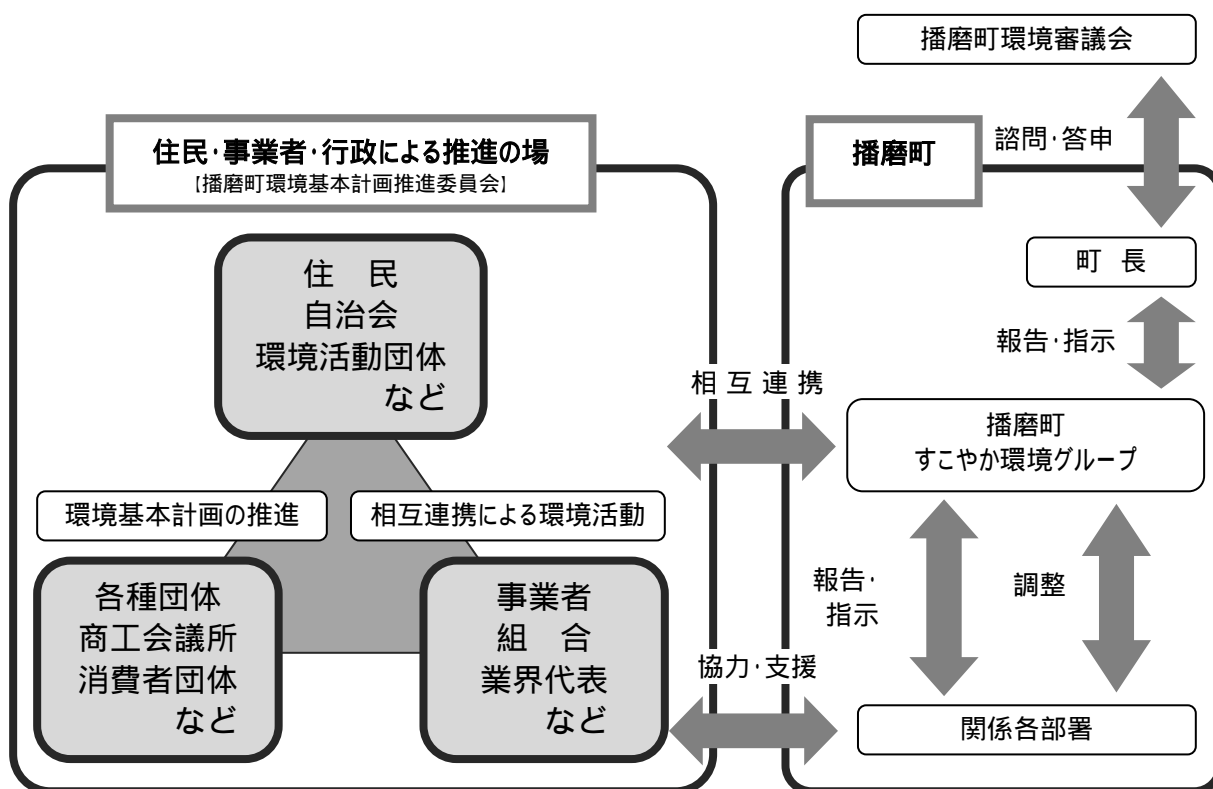 播磨町環境審議会
諮問・答申
播磨町
町 長
報告・指示
播磨町
すこやか環境グループ
報告・
指示
調整
関係各部署
住民・事業者・行政による推進の場
［播磨町環境基本計画推進委員会］
住 民
自治会
環境活動団体
など
環境基本計画の推進
相互連携による環境活動
各種団体
商工会議所
消費者団体
など
事業者
組 合
業界代表
など
相 互 連 携
協力・支援